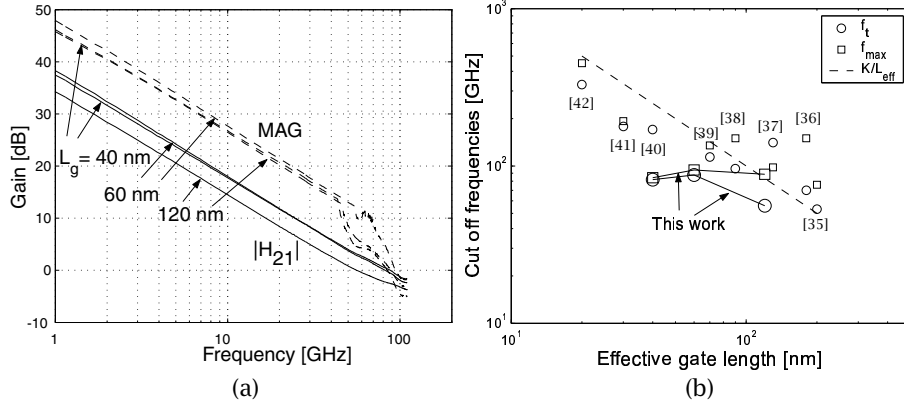 50
40
30
20
10
0
-10
Gain [dB]
1
10
100
Frequency [GHz]
MAG
L_g = 40 nm
60 nm
120 nm
|H_21|
(a)
10^3
10^2
10^1
Cut off frequencies [GHz]
10^1
10^2
Effective gate length [nm]
f_t
f_max
K/L_eff
[42]
[41]
[40]
[39]
[38]
[37]
[36]
[35]
This work
(b)